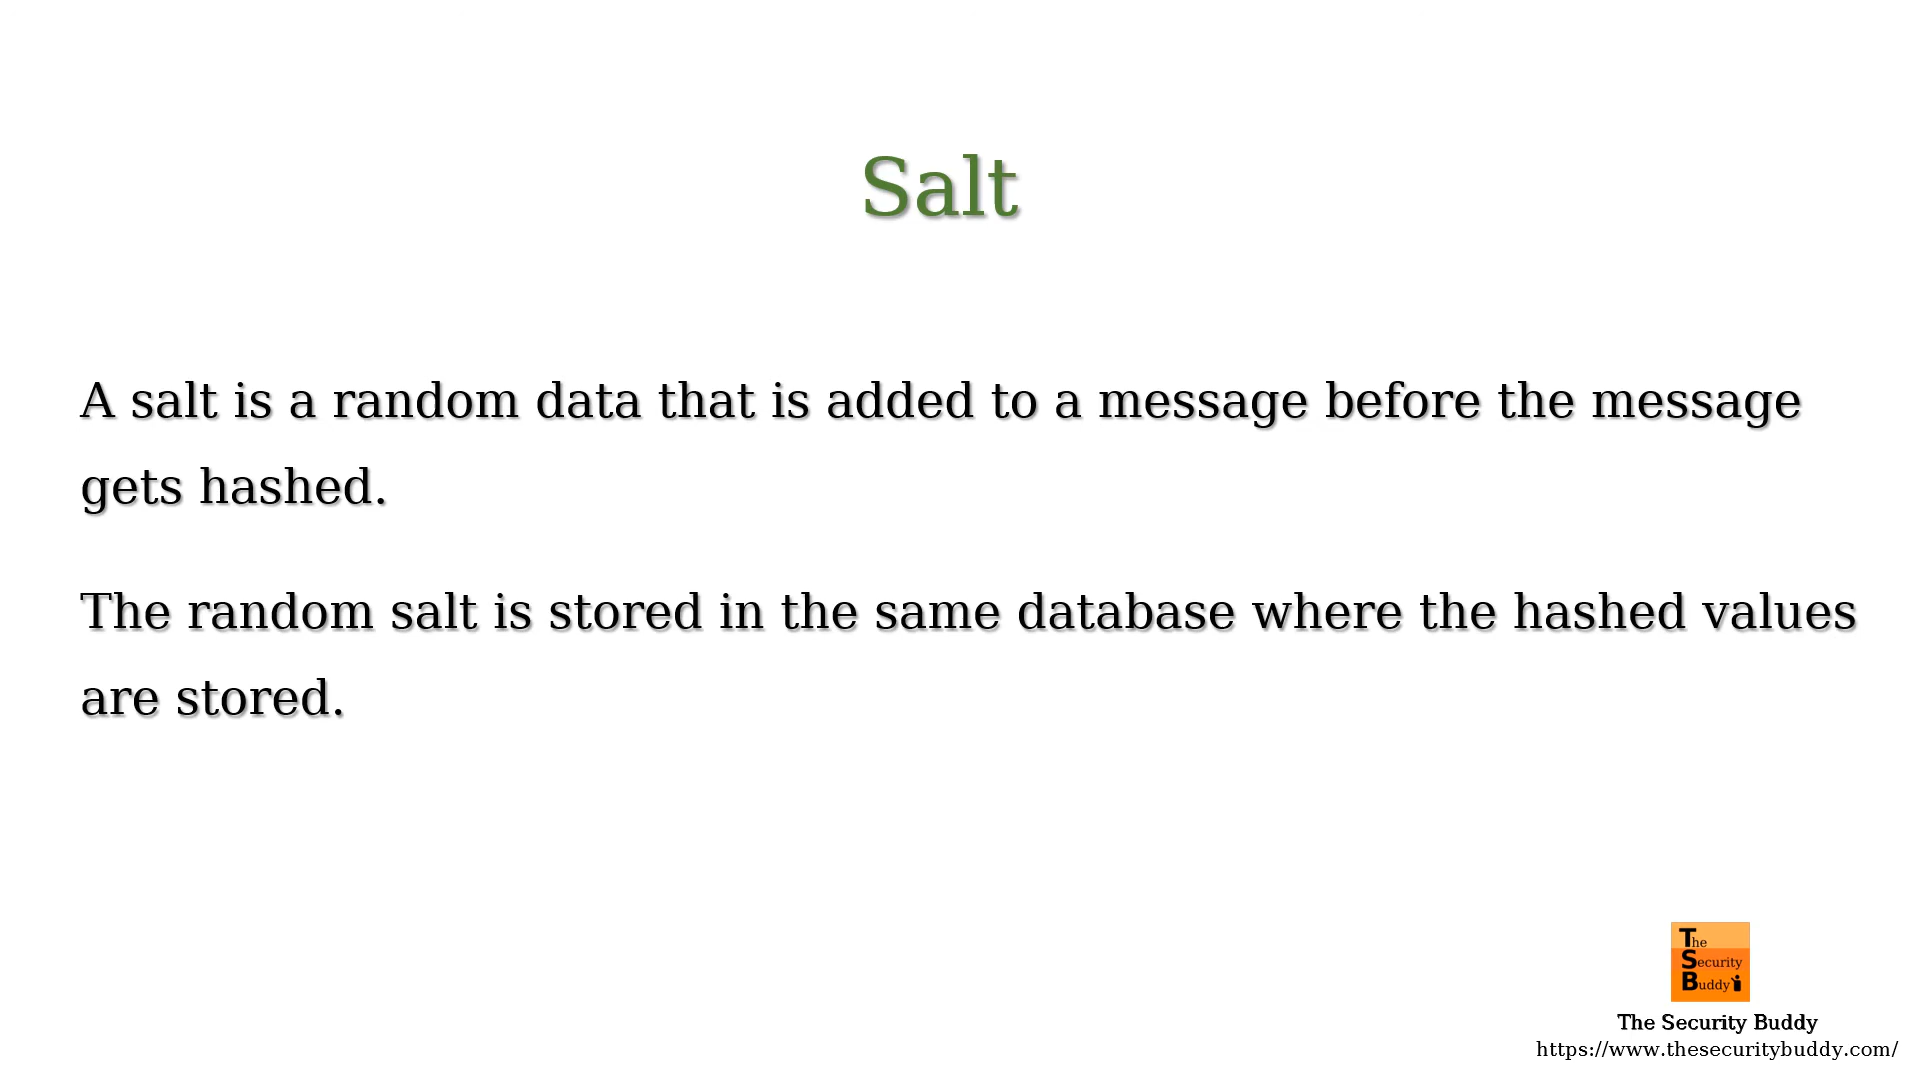 Salt
A salt is a random data that is added to a message before the message
gets hashed.
The random salt is stored in the same database where the hashed values
are stored.
The
Security
Buddy
The Security Buddy
https://www.thesecuritybuddy.com/